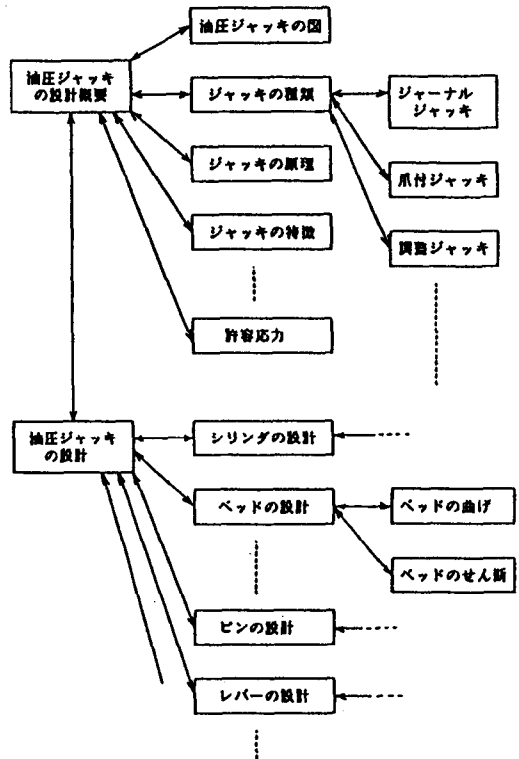 油圧ジャッキの図
油圧ジャッキ
の設計概要
ジャッキの種類
ジャーナル
ジャッキ
ジャッキの原理
爪付ジャッキ
ジャッキの特徴
調整ジャッキ
許容応力
油圧ジャッキ
の設計
シリンダの設計
ベッドの設計
ベッドの曲げ
ベッドのせん断
ピンの設計
レバーの設計